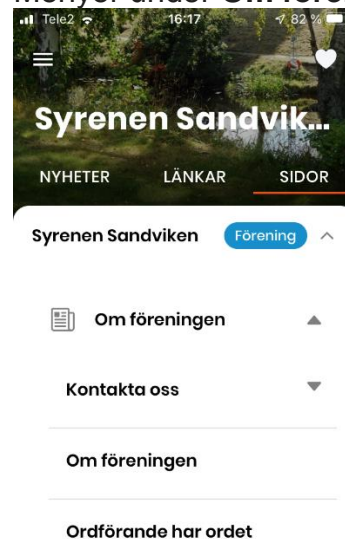 Tele2 16:17 82 %
Syrenen Sandvik...
NYHETER LÄNKAR SIDOR
Syrenen Sandviken Förening
Om föreningen
Kontakta oss
Om föreningen
Ordförande har ordet